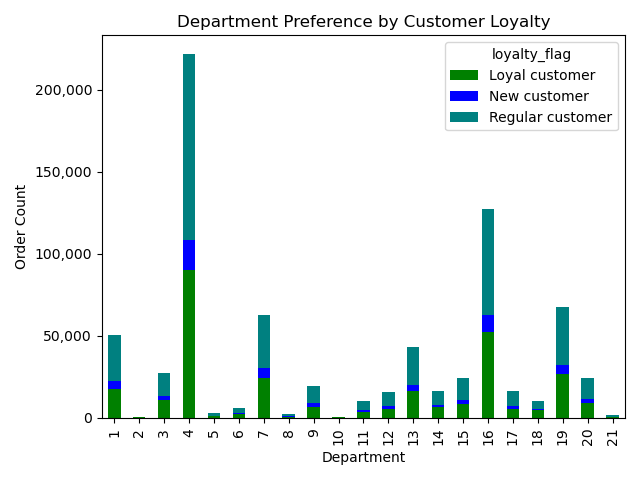 Department Preference by Customer Loyalty
loyalty_flag
Loyal customer
New customer
Regular customer
Order Count
200,000
150,000
100,000
50,000
0
1 2 3 4 5 6 7 8 9 10 11 12 13 14 15 16 17 18 19 20 21
Department